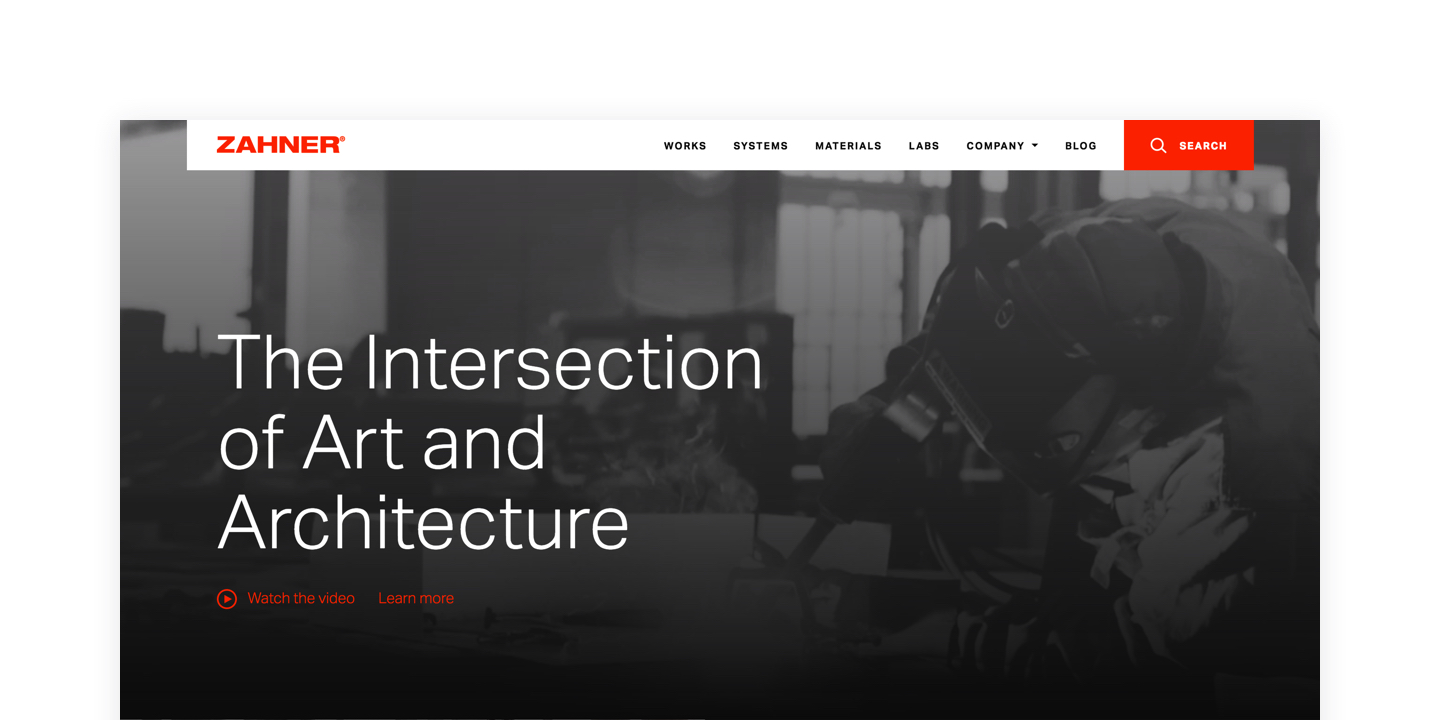 ZAHNER®
WORKS SYSTEMS MATERIALS LABS COMPANY BLOG SEARCH
The Intersection
of Art and
Architecture
Watch the video Learn more